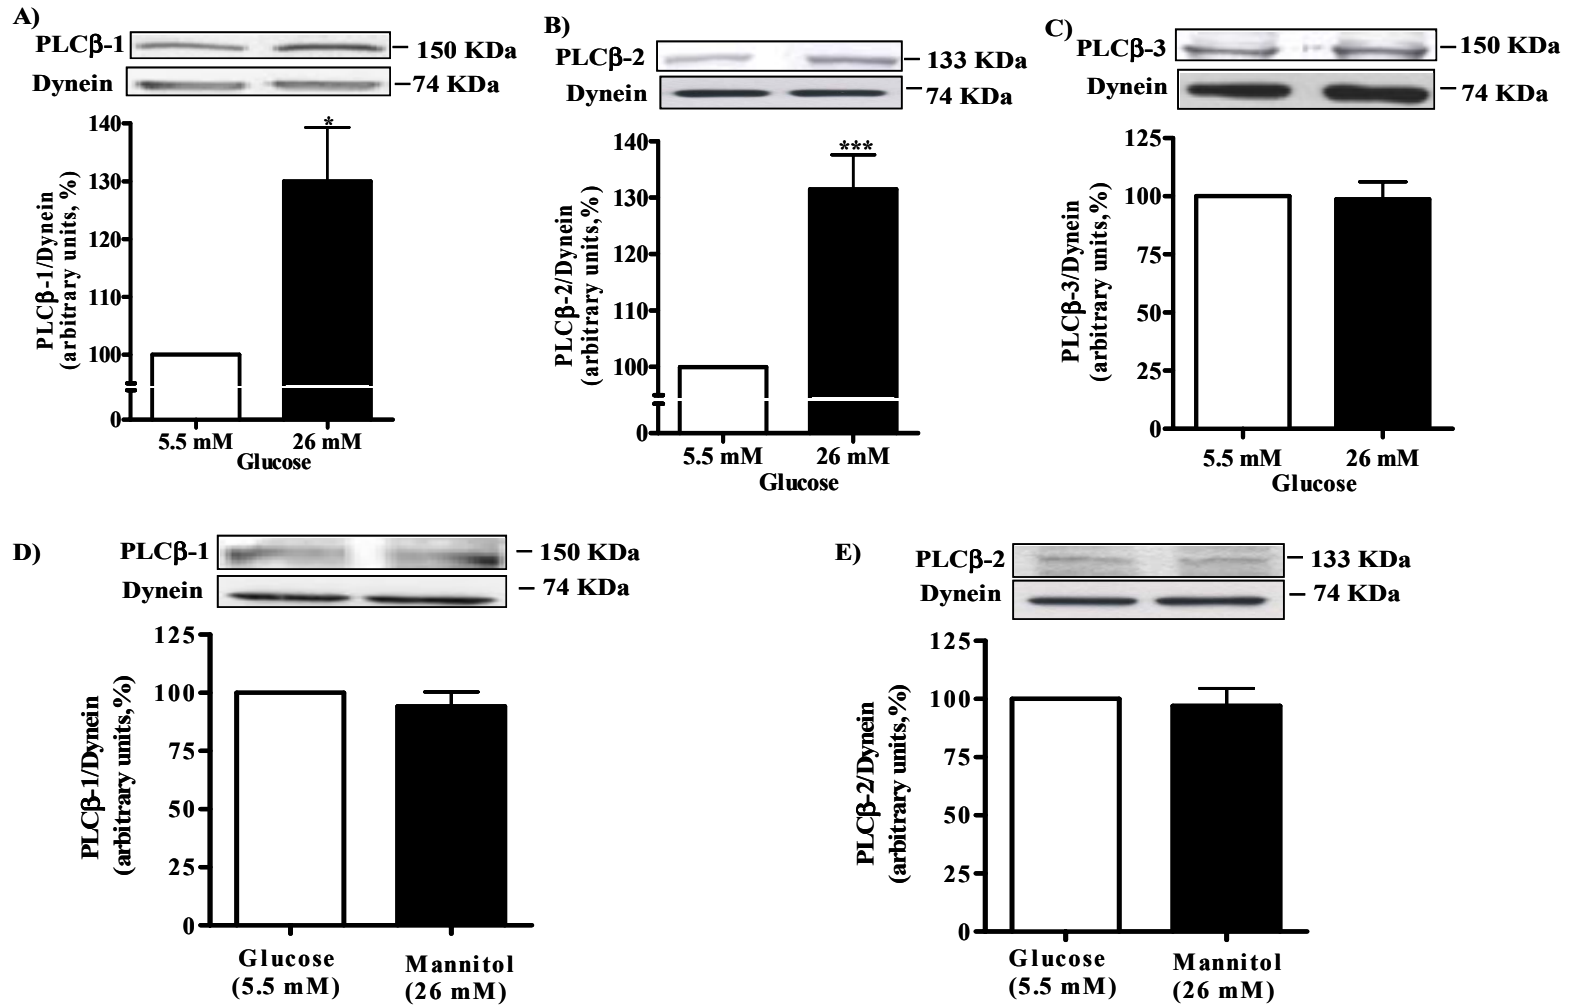 A)
PLCβ-1
150 KDa
Dynein
74 KDa
PLCβ-1/Dynein
(arbitrary units, %)
140
130
120
110
100
0
*
5.5 mM
26 mM
Glucose
B)
PLCβ-2
133 KDa
Dynein
74 KDa
PLCβ-2/Dynein
(arbitrary units,%)
140
130
120
110
100
0
***
5.5 mM
26 mM
Glucose
C)
PLCβ-3
150 KDa
Dynein
74 KDa
PLCβ-3/Dynein
(arbitrary units,%)
125
100
75
50
25
0
5.5 mM
26 mM
Glucose
D)
PLCβ-1
150 KDa
Dynein
74 KDa
PLCβ-1/Dynein
(arbitrary units,%)
125
100
75
50
25
0
Glucose
(5.5 mM)
Mannitol
(26 mM)
E)
PLCβ-2
133 KDa
Dynein
74 KDa
PLCβ-2/Dynein
(arbitrary units,%)
125
100
75
50
25
0
Glucose
(5.5 mM)
Mannitol
(26 mM)